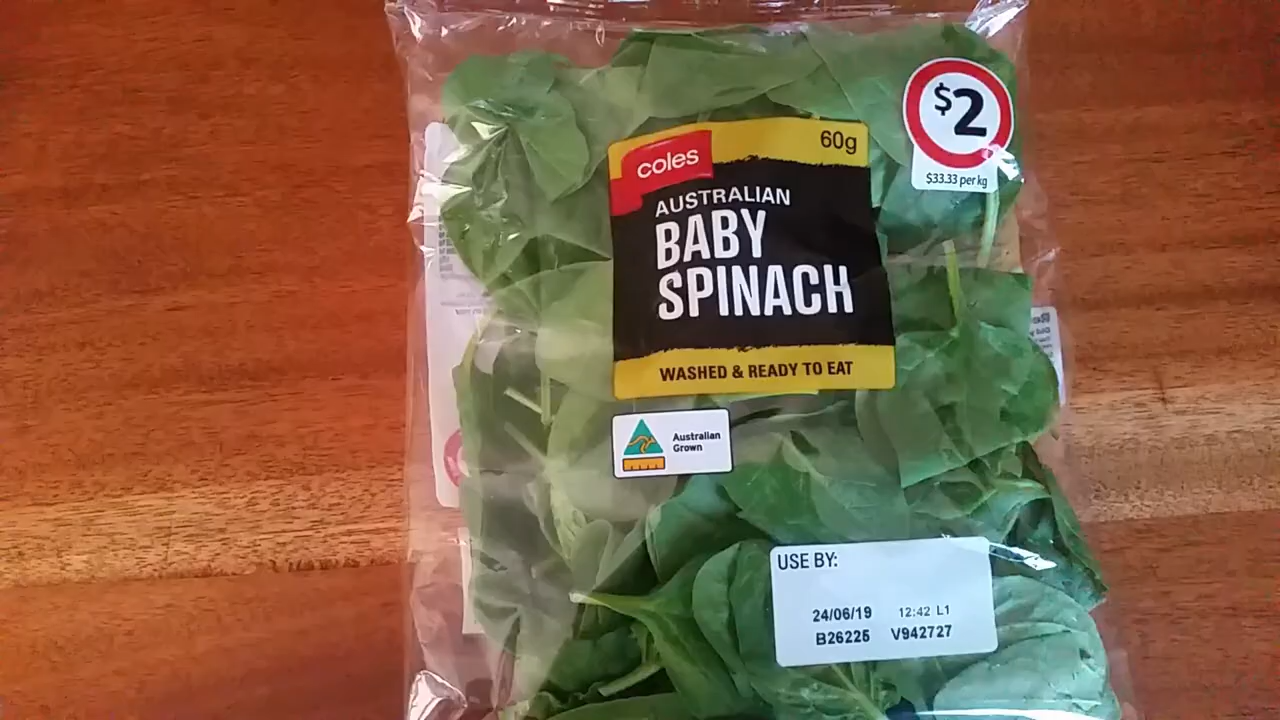 $2
$33.33 per kg
60g
coles
AUSTRALIAN
BABY
SPINACH
WASHED & READY TO EAT
Australian
Grown
USE BY:
24/06/19 12:42 L1
B26225 V942727